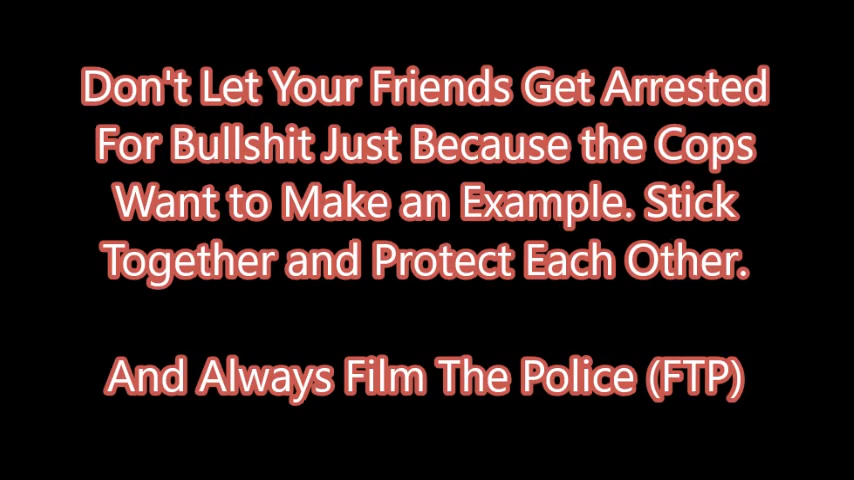 Don't Let Your Friends Get Arrested
For Bullshit Just Because the Cops
Want to Make an Example. Stick
Together and Protect Each Other.
And Always Film The Police (FTP)